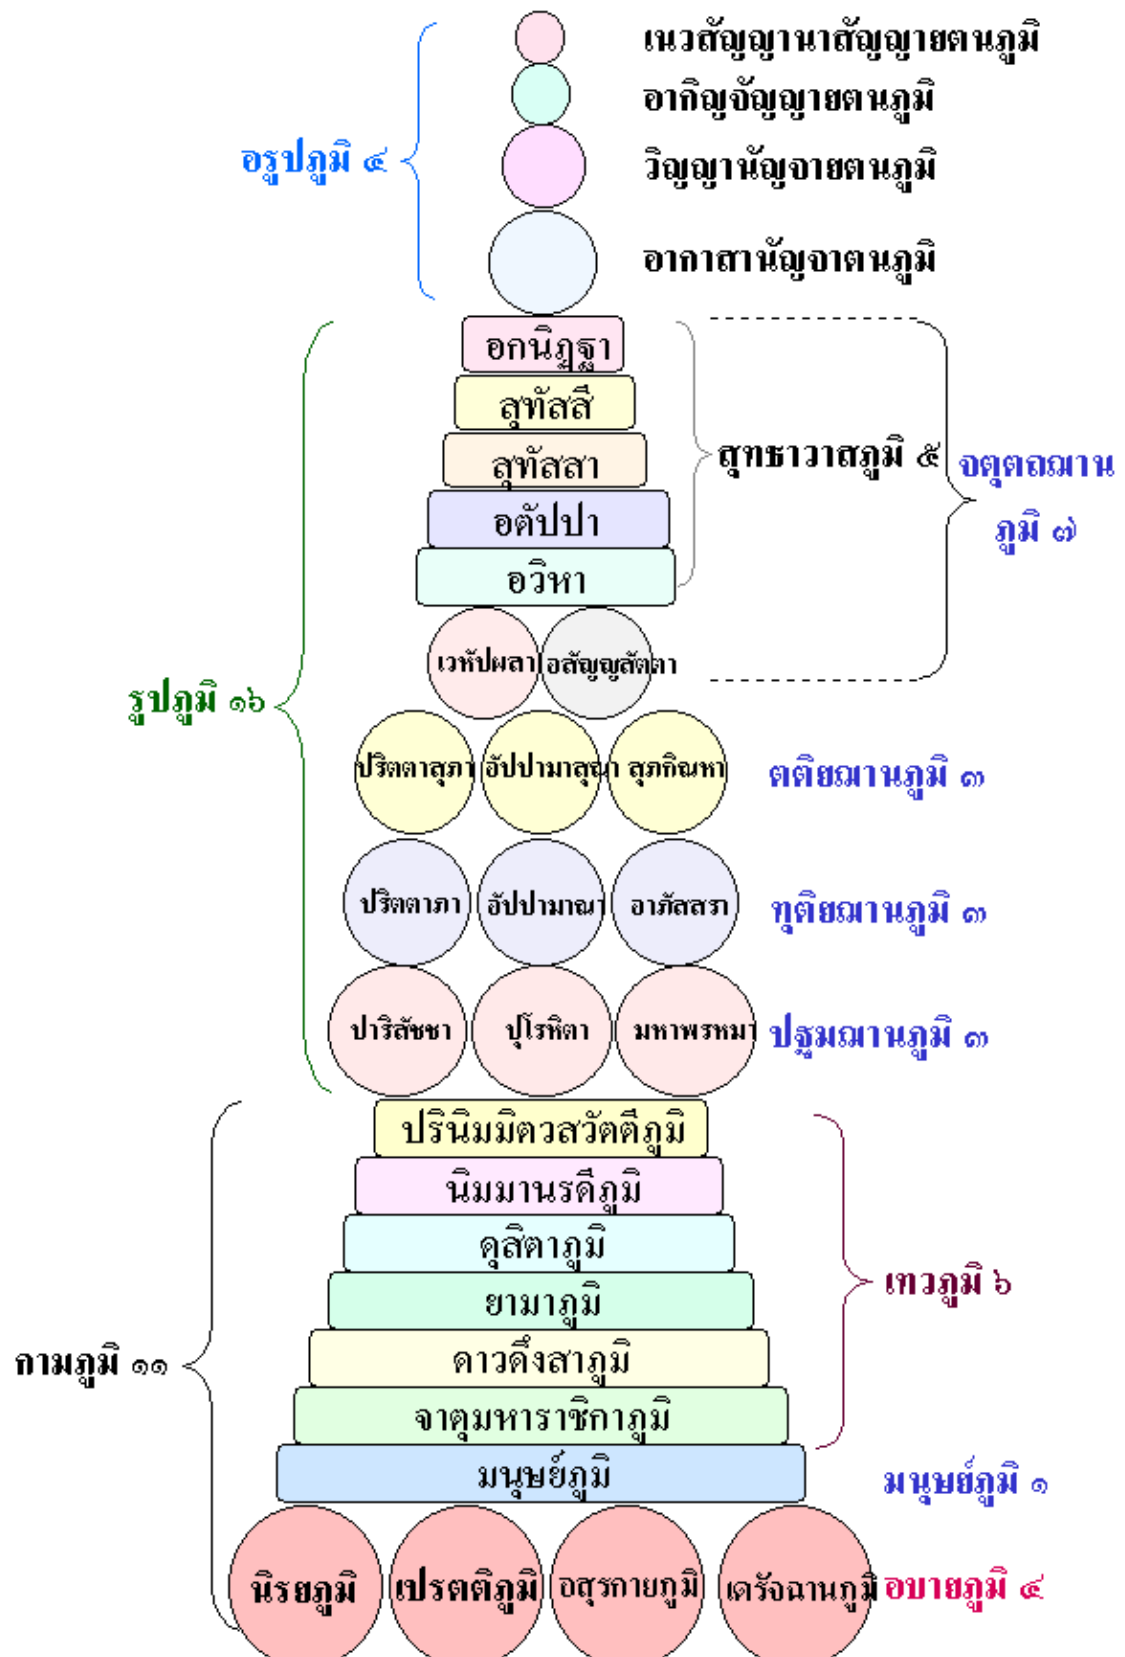 เนวสัญญานาสัญญายตนภูมิ
อากิญจัญญายตนภูมิ
อรูปภูมิ ๔
วิญญานัญจายตนภูมิ
อากาสานัญจาตนภูมิ
อกนิฏฐา
สุทัสสี
สุทัสสา
สุทธาวาสภูมิ ๕
จตุตถฌาน
ภูมิ ๗
อตัปปา
อวิหา
เวหัปผลา
อสัญญสัตตา
รูปภูมิ ๑๖
ปริตตาสุภา
อัปปามาสุณา
สุภกิณหา
ตติยฌานภูมิ ๓
ปริตตาภา
อัปปามาณา
อาภัสสรา
ทุติยฌานภูมิ ๓
ปาริสัชชา
ปุโรหิตา
มหาพรหมา
ปฐมฌานภูมิ ๓
ปรินิมมิตวสวัตตีภูมิ
นิมมานรดีภูมิ
ดุสิตาภูมิ
ยามาภูมิ
เทวภูมิ ๖
ดาวดึงสาภูมิ
กามภูมิ ๑๑
จาตุมหาราชิกาภูมิ
มนุษย์ภูมิ
มนุษย์ภูมิ ๑
นิรยภูมิ
เปรตติภูมิ
อสุรกายภูมิ
เดรัจฉานภูมิ
อบายภูมิ ๔